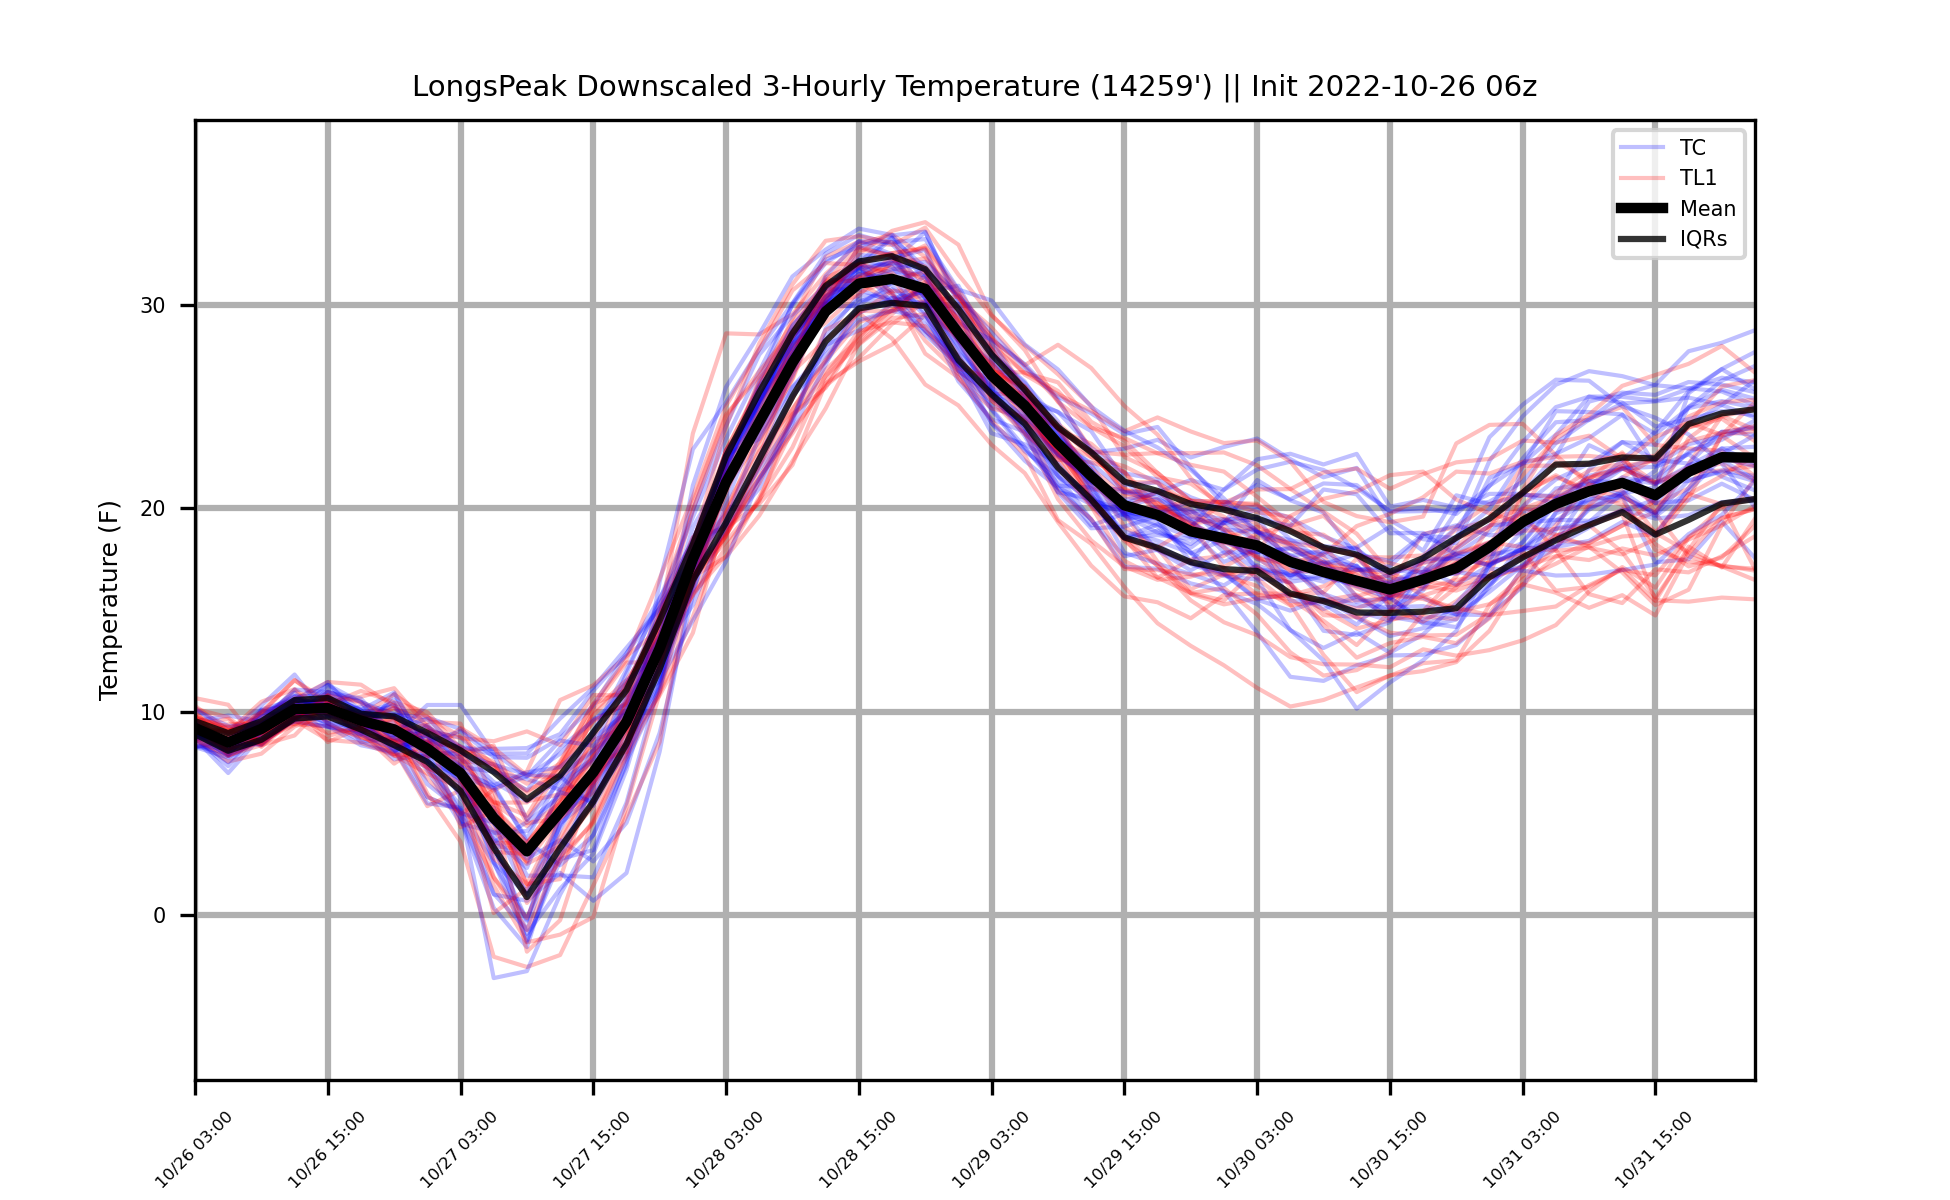 LongsPeak Downscaled 3-Hourly Temperature (14259') || Init 2022-10-26 06z
TC
TL1
Mean
IQRs
Temperature (F)
30
20
10
0
10/26 03:00
10/26 15:00
10/27 03:00
10/27 15:00
10/28 03:00
10/28 15:00
10/29 03:00
10/29 15:00
10/30 03:00
10/30 15:00
10/31 03:00
10/31 15:00